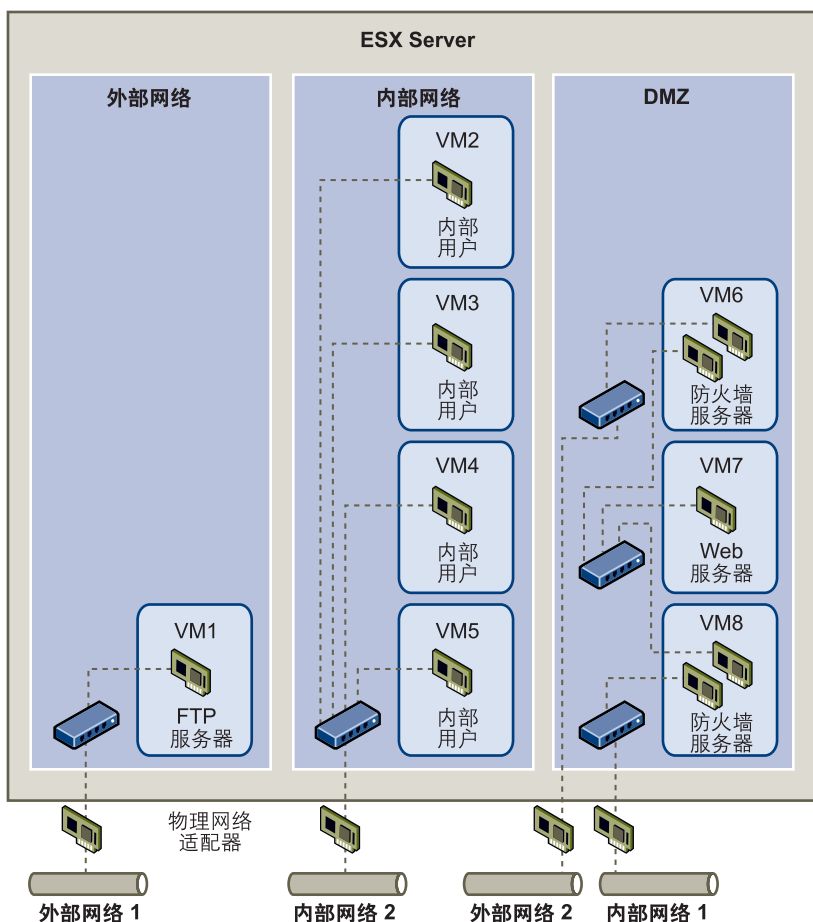 ESX Server
外部网络
内部网络
DMZ
VM2
内部
用户
VM3
内部
用户
VM4
内部
用户
VM5
内部
用户
VM1
FTP
服务器
VM6
防火墙
服务器
VM7
Web
服务器
VM8
防火墙
服务器
物理网络
适配器
外部网络 1
内部网络 2
外部网络 2
内部网络 1